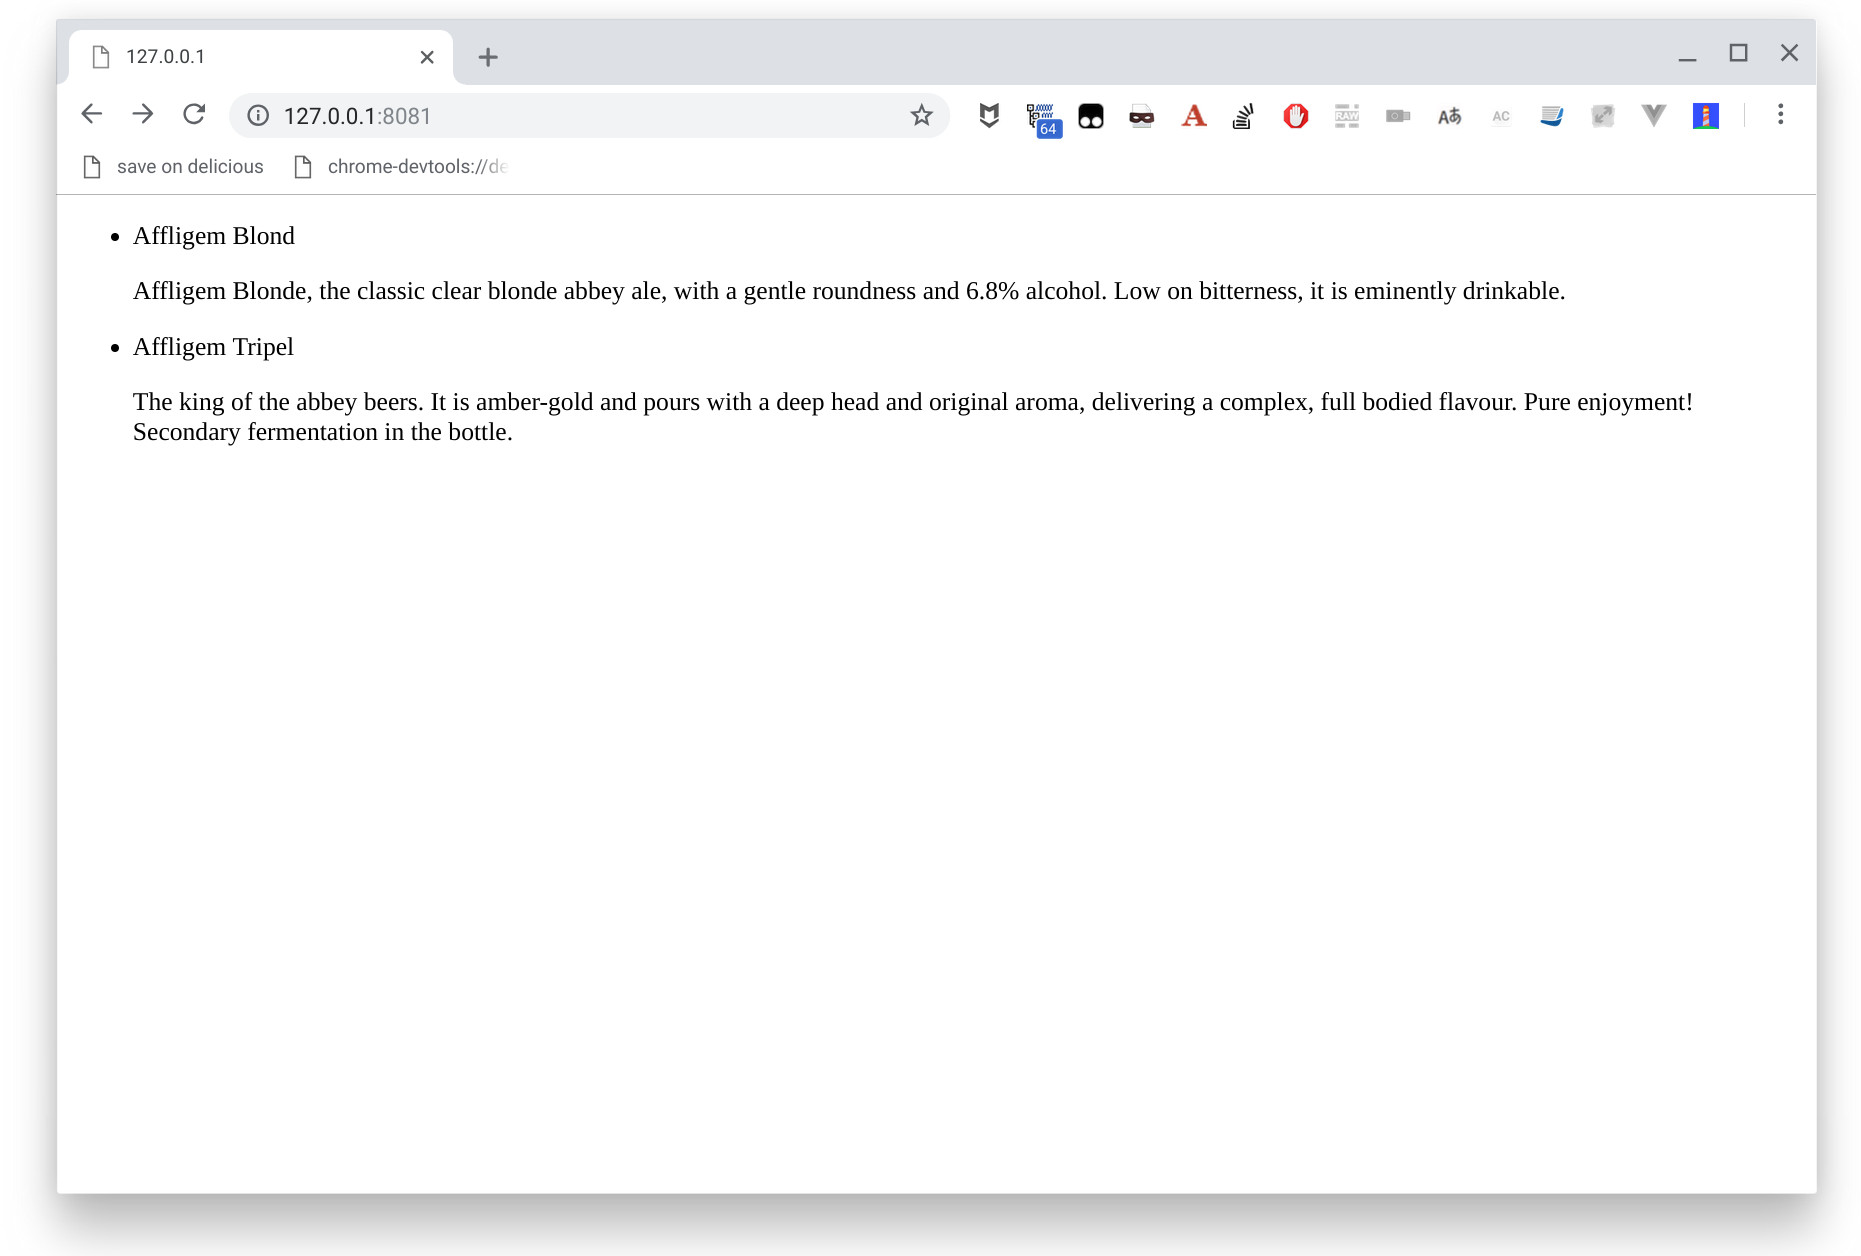 127.0.0.1
127.0.0.1:8081
64
RAW
Aあ
AC
save on delicious
chrome-devtools://de
Affligem Blond
Affligem Blonde, the classic clear blonde abbey ale, with a gentle roundness and 6.8% alcohol. Low on bitterness, it is eminently drinkable.
Affligem Tripel
The king of the abbey beers. It is amber-gold and pours with a deep head and original aroma, delivering a complex, full bodied flavour. Pure enjoyment!
Secondary fermentation in the bottle.